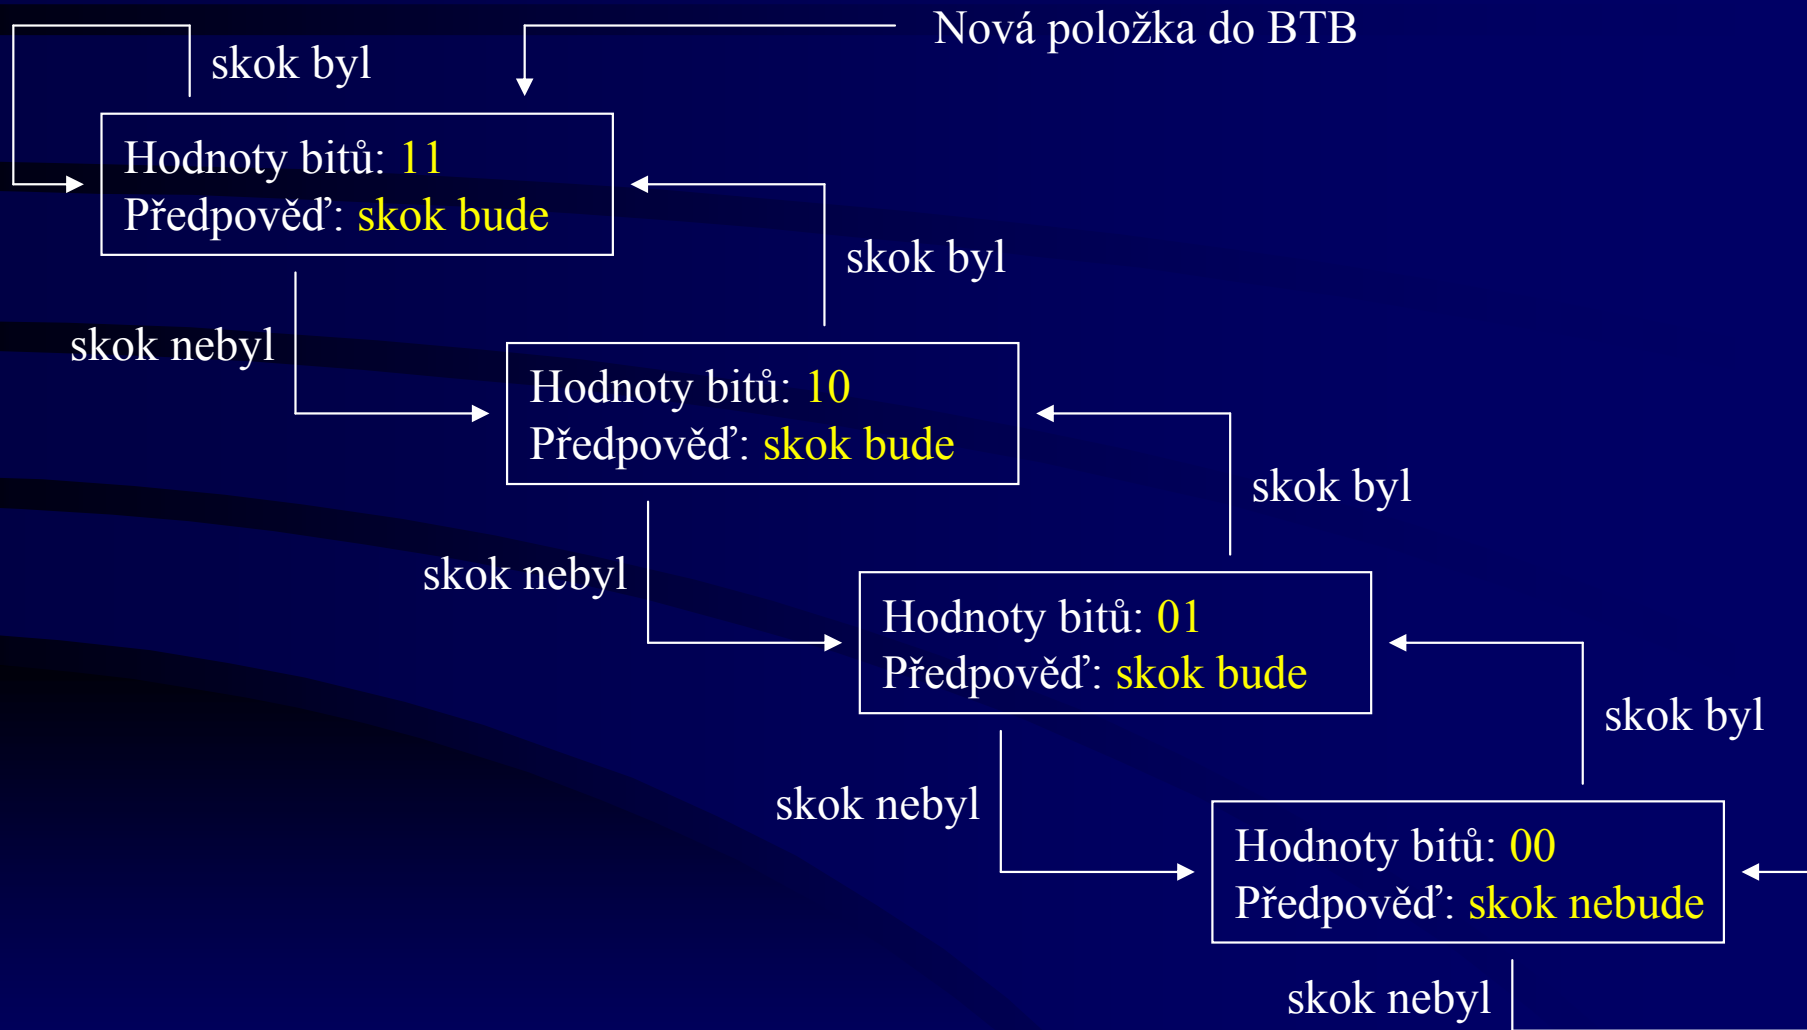 Nová položka do BTB
skok byl
Hodnoty bitů: 11
Předpověď: skok bude
skok byl
skok nebyl
Hodnoty bitů: 10
Předpověď: skok bude
skok byl
skok nebyl
Hodnoty bitů: 01
Předpověď: skok bude
skok byl
skok nebyl
Hodnoty bitů: 00
Předpověď: skok nebude
skok nebyl